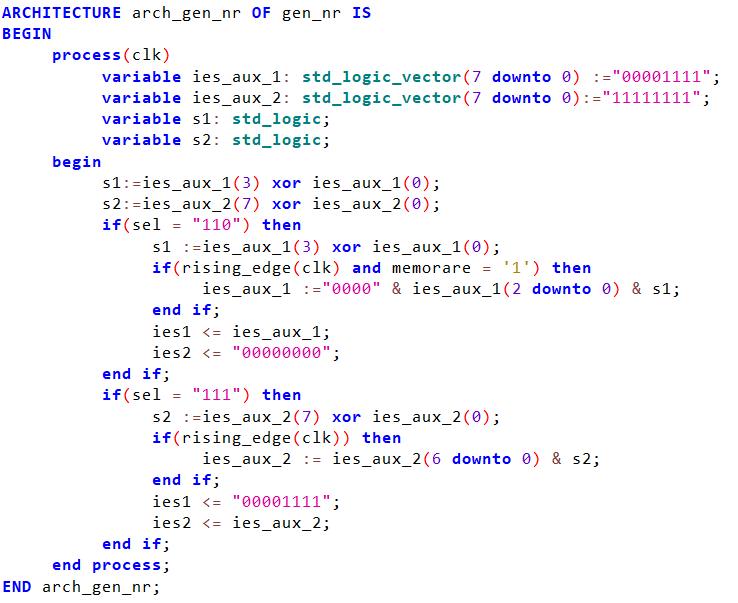 ARCHITECTURE arch_gen_nr OF gen_nr IS
BEGIN
process(clk)
variable ies_aux_1: std_logic_vector(7 downto 0) :="00001111";
variable ies_aux_2: std_logic_vector(7 downto 0):="11111111";
variable s1: std_logic;
variable s2: std_logic;
begin
s1:=ies_aux_1(3) xor ies_aux_1(0);
s2:=ies_aux_2(7) xor ies_aux_2(0);
if(sel = "110") then
s1 :=ies_aux_1(3) xor ies_aux_1(0);
if(rising_edge(clk) and memorare = '1') then
ies_aux_1 :="0000" & ies_aux_1(2 downto 0) & s1;
end if;
ies1 <= ies_aux_1;
ies2 <= "00000000";
end if;
if(sel = "111") then
s2 :=ies_aux_2(7) xor ies_aux_2(0);
if(rising_edge(clk)) then
ies_aux_2 := ies_aux_2(6 downto 0) & s2;
end if;
ies1 <= "00001111";
ies2 <= ies_aux_2;
end if;
end process;
END arch_gen_nr;